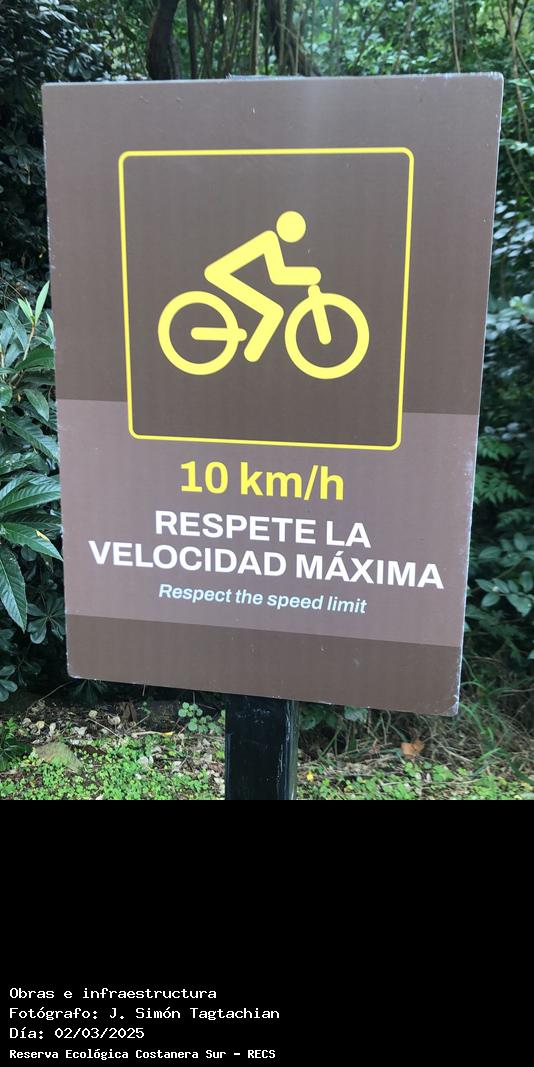 10 km/h
RESPETE LA
VELOCIDAD MÁXIMA
Respect the speed limit
Obras e infraestructura
Fotógrafo: J. Simón Tagtachian
Día: 02/03/2025
Reserva Ecológica Costanera Sur - RECS